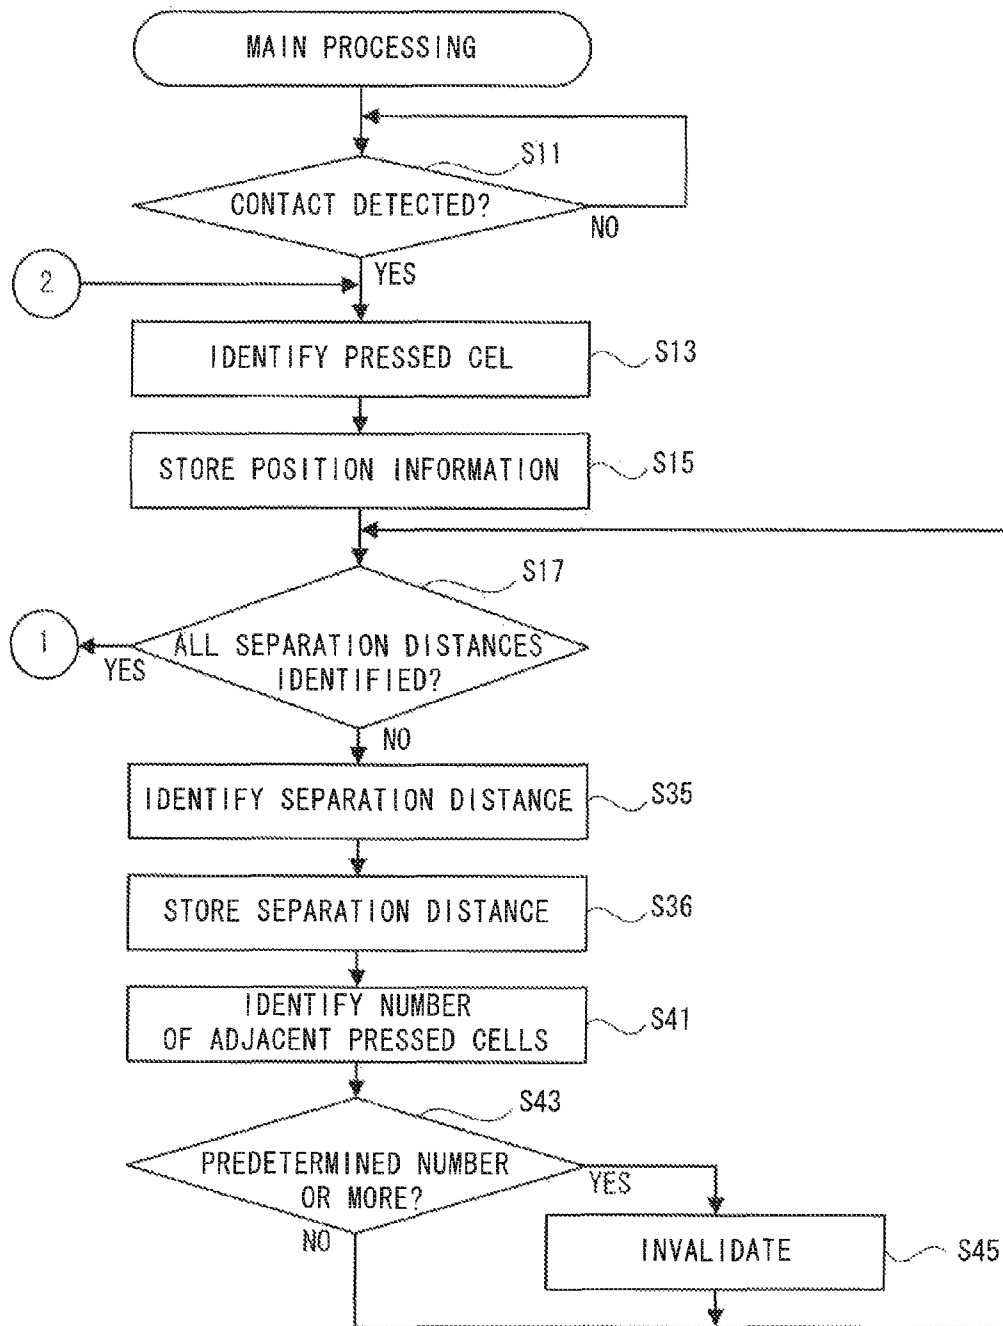 MAIN PROCESSING
S11
CONTACT DETECTED?
NO
YES
2
IDENTIFY PRESSED CEL
S13
STORE POSITION INFORMATION
S15
S17
1
ALL SEPARATION DISTANCES
IDENTIFIED?
YES
NO
IDENTIFY SEPARATION DISTANCE
S35
STORE SEPARATION DISTANCE
S36
IDENTIFY NUMBER
OF ADJACENT PRESSED CELLS
S41
S43
PREDETERMINED NUMBER
OR MORE?
YES
NO
INVALIDATE
S45